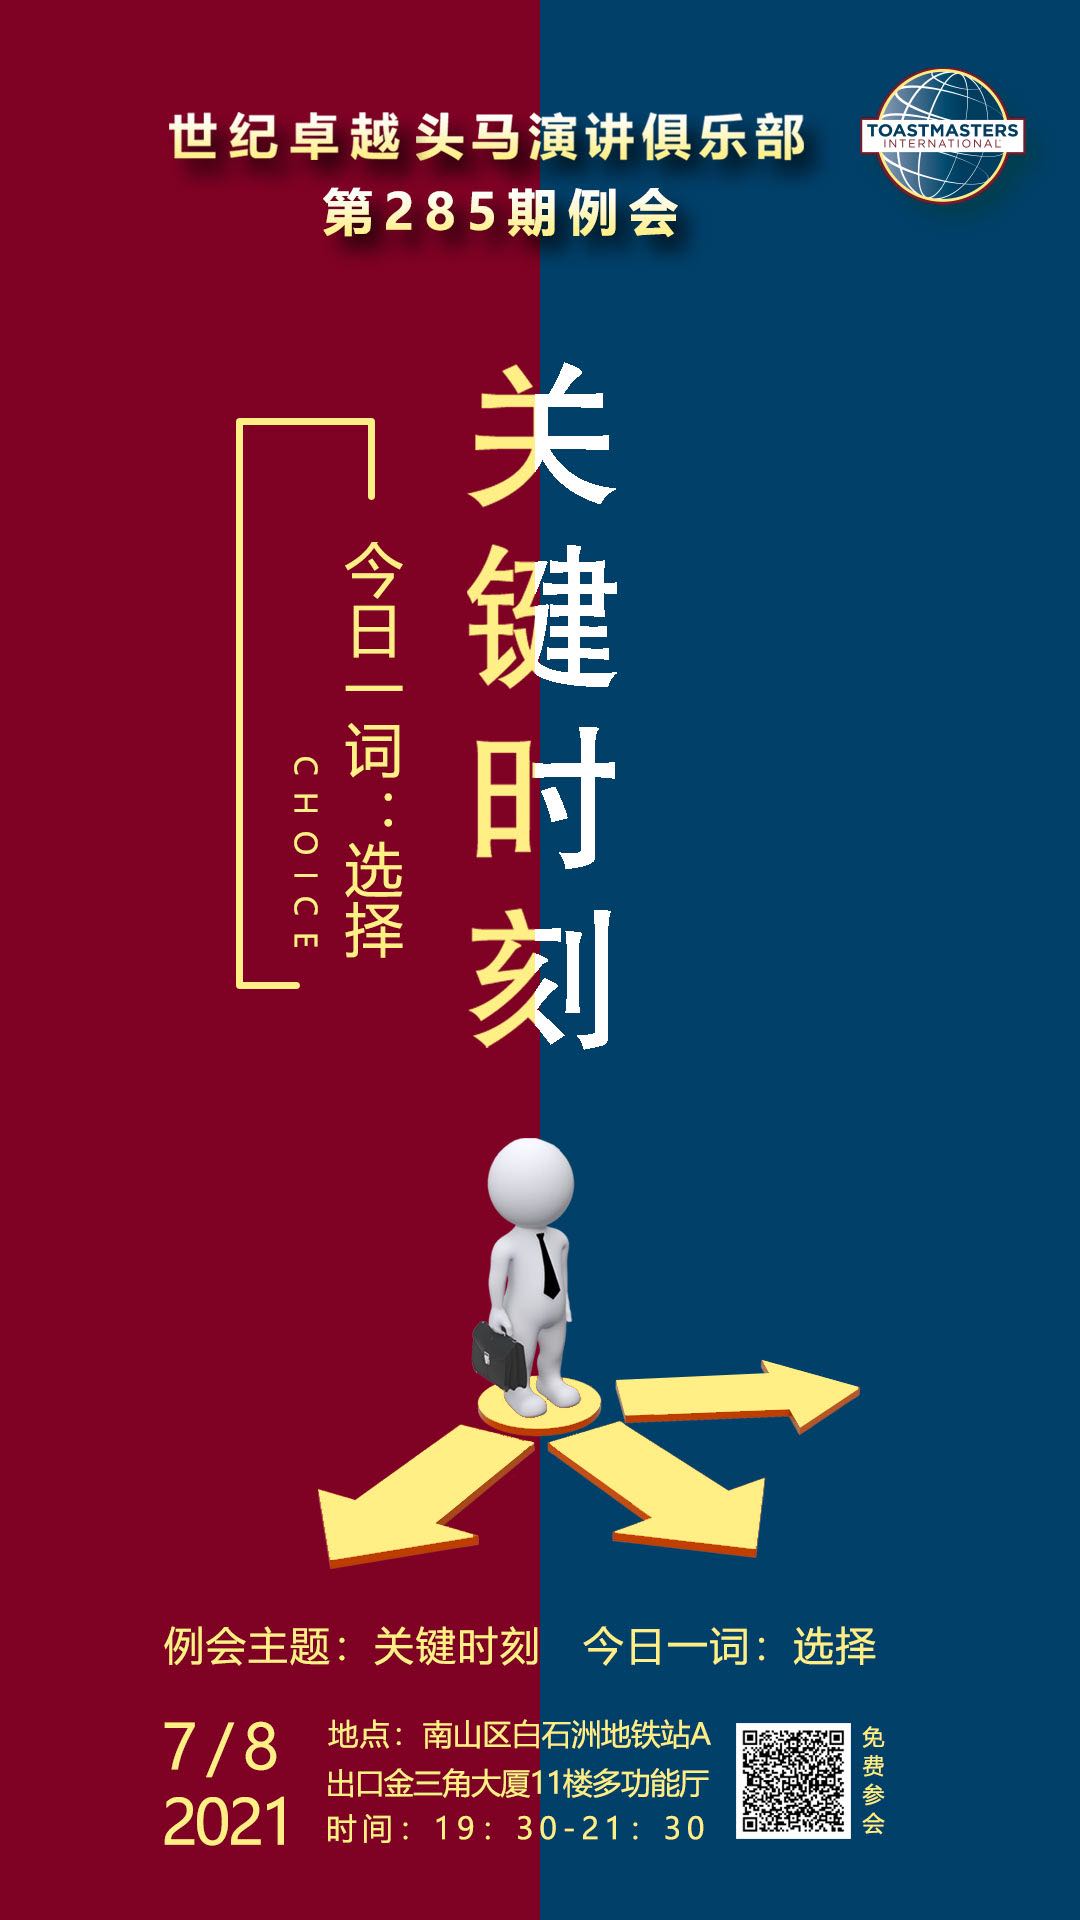 世纪卓越头马演讲俱乐部
第285期例会
TOASTMASTERS
INTERNATIONAL
关键时刻
今日一词：选择
CHOICE
例会主题：关键时刻 今日一词：选择
7/8
2021
地点：南山区白石洲地铁站A
出口金三角大厦11楼多功能厅
时间：19：30-21：30
免费参会